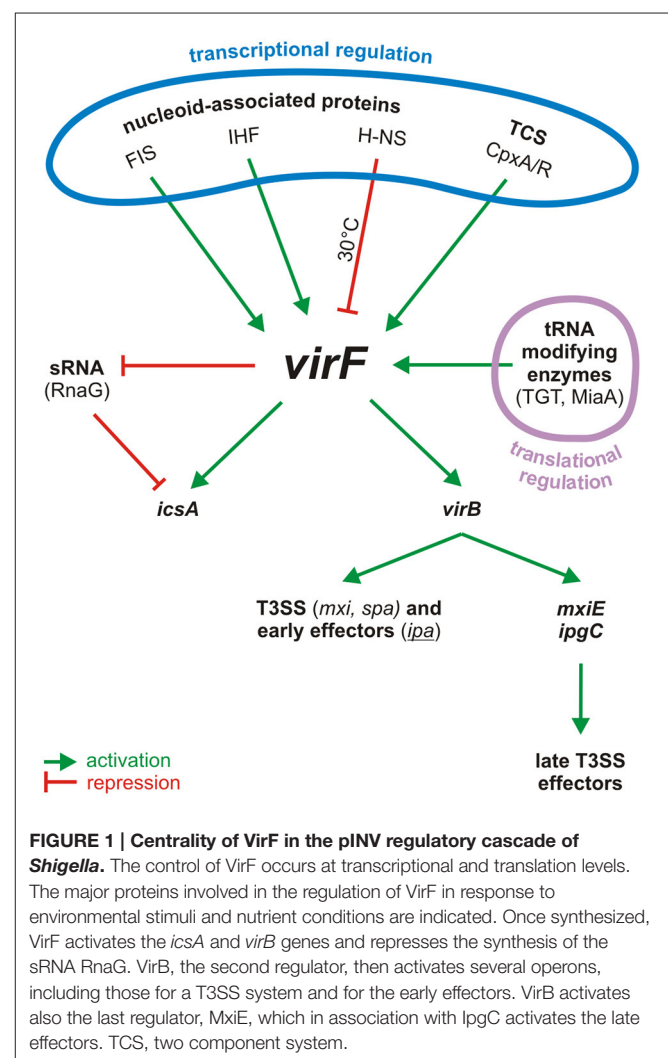 transcriptional regulation
nucleoid-associated proteins
FIS
IHF
H-NS
TCS
CpxA/R
30°C
virF
sRNA
(RnaG)
tRNA
modifying
enzymes
(TGT, MiaA)
translational
regulation
icsA
virB
T3SS (mxi, spa) and
early effectors (ipa)
mxiE
ipgC
late T3SS
effectors
activation
repression
FIGURE 1 | Centrality of VirF in the pINV regulatory cascade of
Shigella. The control of VirF occurs at transcriptional and translation levels.
The major proteins involved in the regulation of VirF in response to
environmental stimuli and nutrient conditions are indicated. Once synthesized,
VirF activates the icsA and virB genes and represses the synthesis of the
sRNA RnaG. VirB, the second regulator, then activates several operons,
including those for a T3SS system and for the early effectors. VirB activates
also the last regulator, MxiE, which in association with IpgC activates the late
effectors. TCS, two component system.